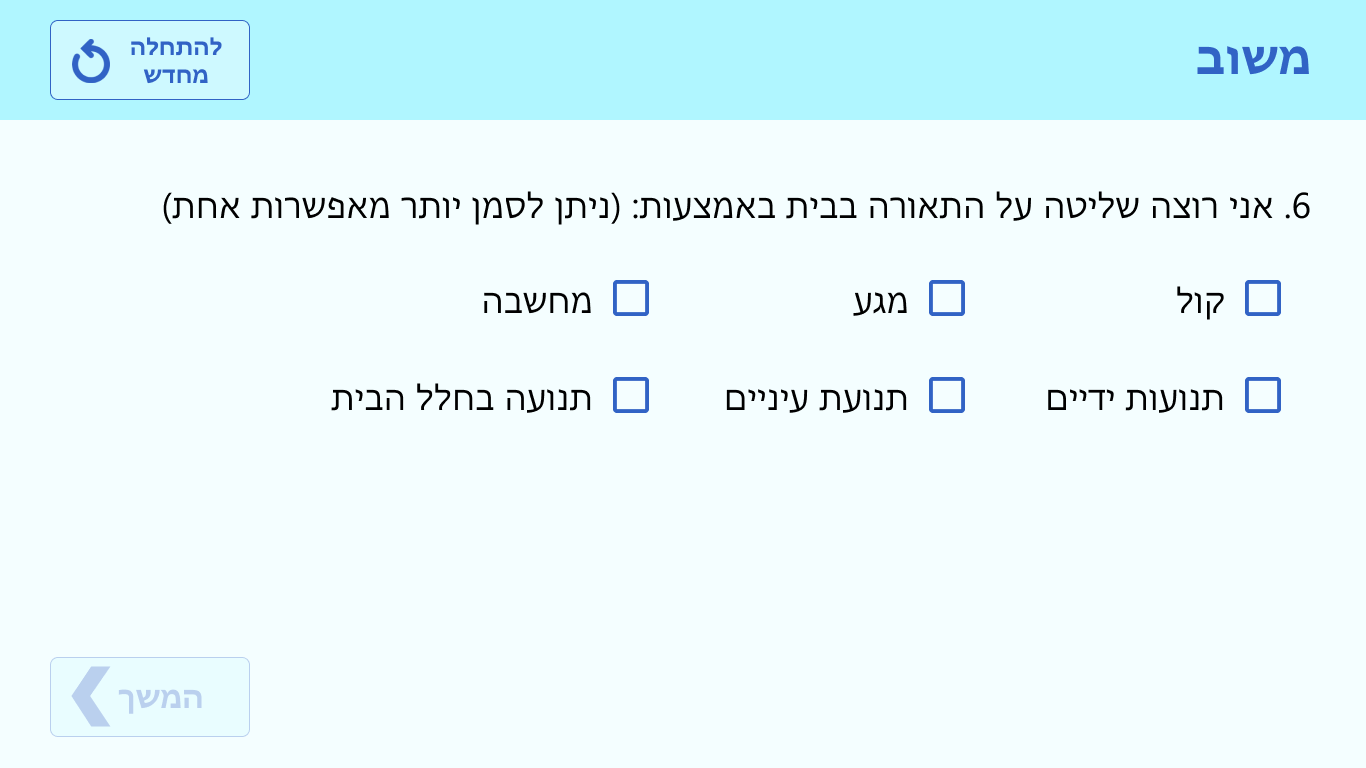 משוב
להתחלה
מחדש
6. אני רוצה שליטה על התאורה בבית באמצעות: (ניתן לסמן יותר מאפשרות אחת)
קול
מגע
מחשבה
תנועות ידיים
תנועת עיניים
תנועה בחלל הבית
המשך